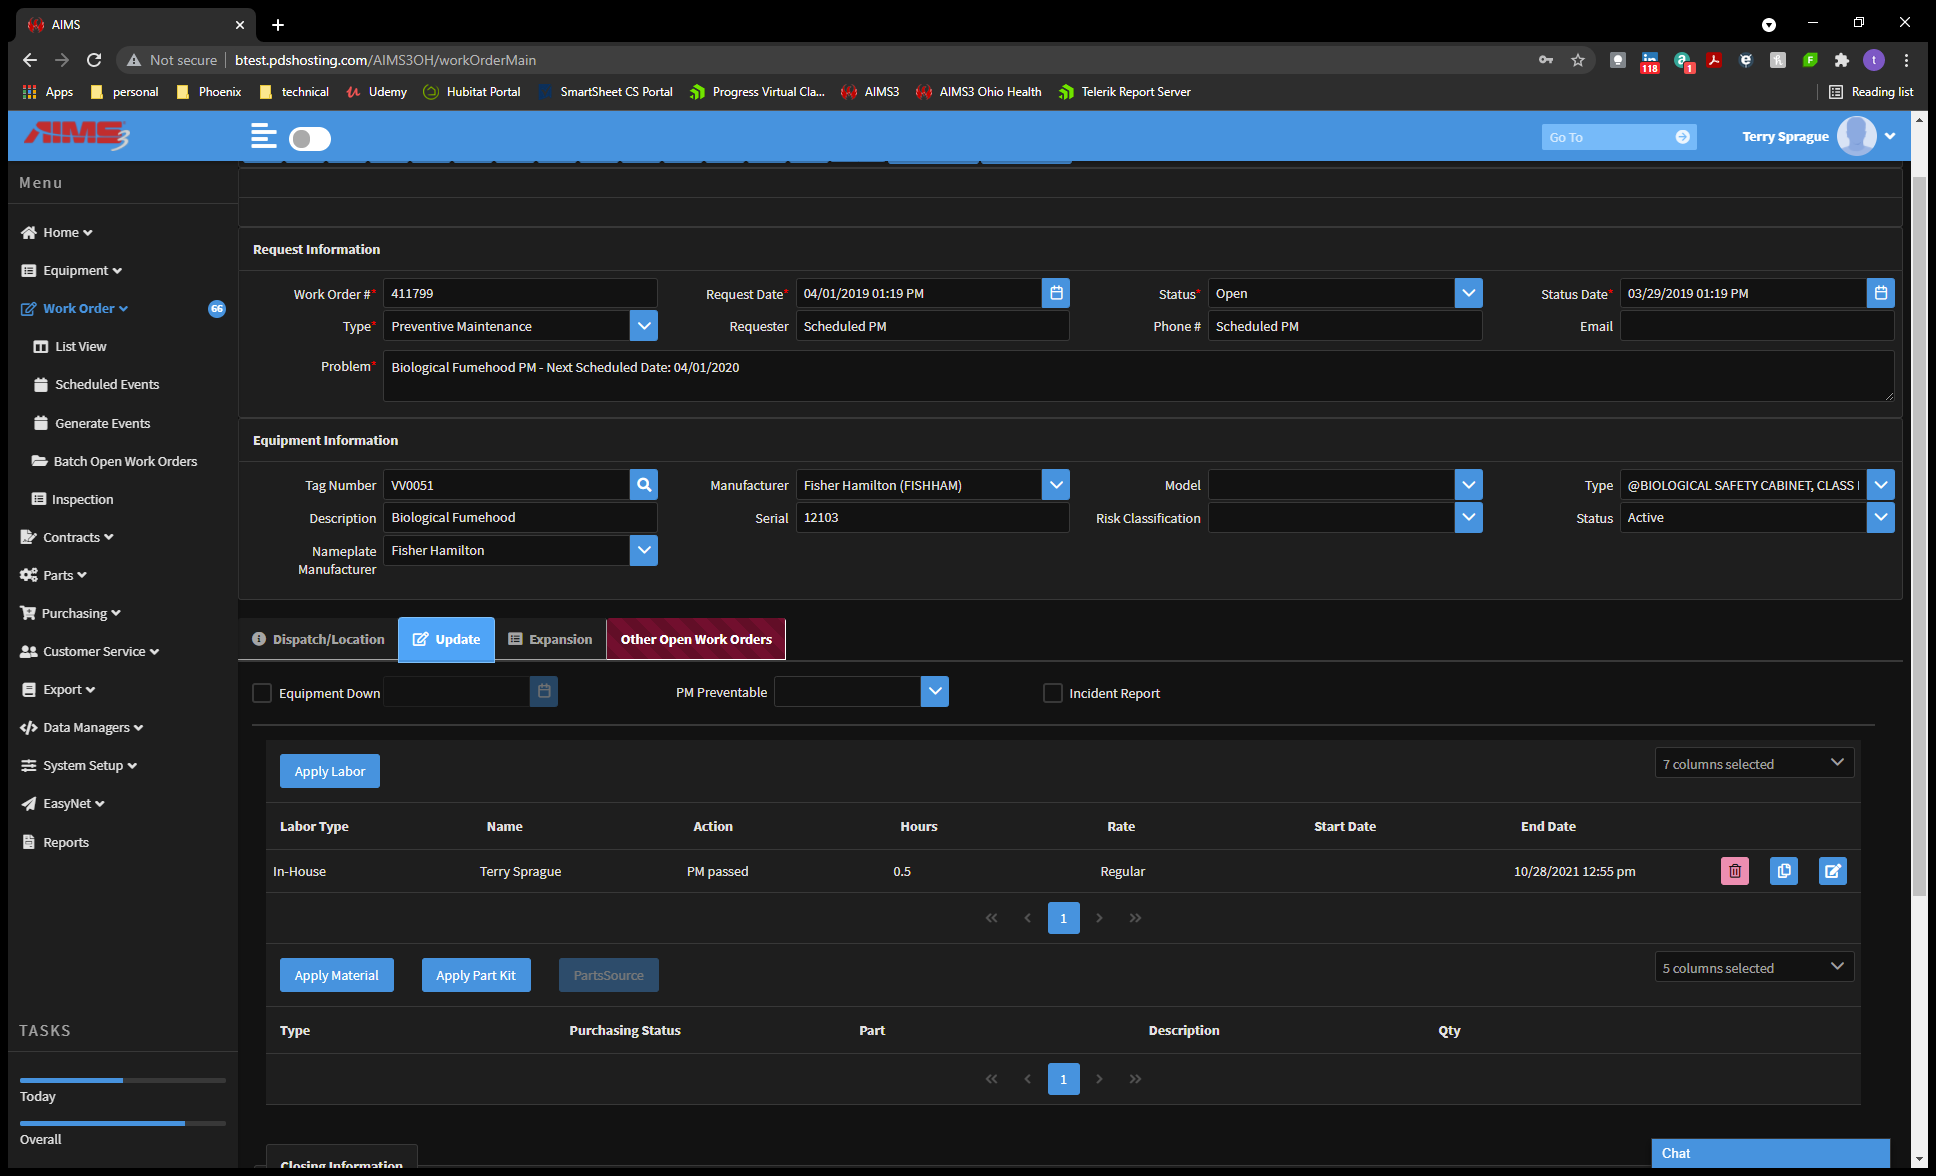 AIMS
Not secure | btest.pdshosting.com/AIMS3OH/workOrderMain
118
1
t
Apps personal Phoenix technical Udemy Hubitat Portal SmartSheet CS Portal Progress Virtual Cla... AIMS3 AIMS3 Ohio Health Telerik Report Server Reading list
AIMS3
Go To
Terry Sprague
Menu
Home
Equipment
Work Order 66
List View
Scheduled Events
Generate Events
Batch Open Work Orders
Inspection
Contracts
Parts
Purchasing
Customer Service
Export
Data Managers
System Setup
EasyNet
Reports
TASKS
Today
Overall
Request Information
Work Order #* 411799 Request Date* 04/01/2019 01:19 PM Status* Open Status Date* 03/29/2019 01:19 PM
Type* Preventive Maintenance Requester Scheduled PM Phone # Scheduled PM Email
Problem* Biological Fumehood PM - Next Scheduled Date: 04/01/2020
Equipment Information
Tag Number VV0051 Manufacturer Fisher Hamilton (FISHHAM) Model Type @BIOLOGICAL SAFETY CABINET, CLASS I
Description Biological Fumehood Serial 12103 Risk Classification Status Active
Nameplate Manufacturer Fisher Hamilton
Dispatch/Location Update Expansion Other Open Work Orders
Equipment Down PM Preventable Incident Report
Apply Labor 7 columns selected
Labor Type Name Action Hours Rate Start Date End Date
In-House Terry Sprague PM passed 0.5 Regular 10/28/2021 12:55 pm
1
Apply Material Apply Part Kit PartsSource 5 columns selected
Type Purchasing Status Part Description Qty
1
Closing Information
Chat